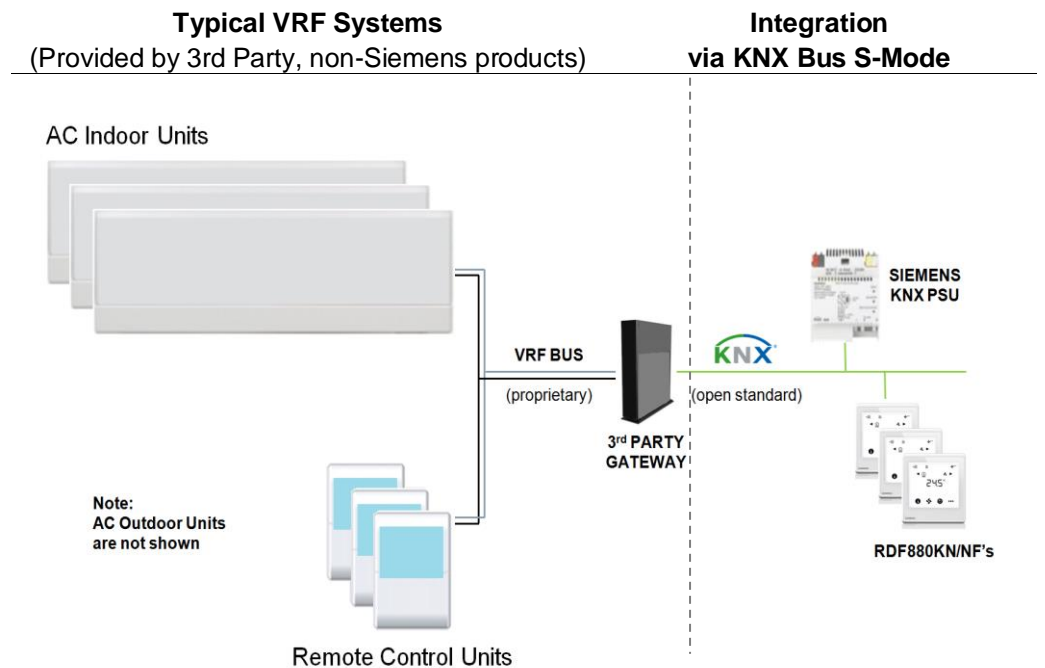 Typical VRF Systems
(Provided by 3rd Party, non-Siemens products)
Integration
via KNX Bus S-Mode
AC Indoor Units
SIEMENS
KNX PSU
VRF BUS
(proprietary)
KNX
(open standard)
3rd PARTY
GATEWAY
Note:
AC Outdoor Units
are not shown
RDF880KN/NF's
Remote Control Units